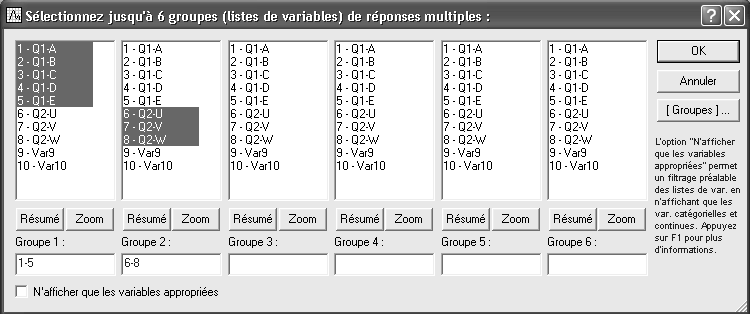 Sélectionnez jusqu'à 6 groupes (listes de variables) de réponses multiples :
1 - Q1-A
2 - Q1-B
3 - Q1-C
4 - Q1-D
5 - Q1-E
6 - Q2-U
7 - Q2-V
8 - Q2-W
9 - Var9
10 - Var10
1 - Q1-A
2 - Q1-B
3 - Q1-C
4 - Q1-D
5 - Q1-E
6 - Q2-U
7 - Q2-V
8 - Q2-W
9 - Var9
10 - Var10
1 - Q1-A
2 - Q1-B
3 - Q1-C
4 - Q1-D
5 - Q1-E
6 - Q2-U
7 - Q2-V
8 - Q2-W
9 - Var9
10 - Var10
1 - Q1-A
2 - Q1-B
3 - Q1-C
4 - Q1-D
5 - Q1-E
6 - Q2-U
7 - Q2-V
8 - Q2-W
9 - Var9
10 - Var10
1 - Q1-A
2 - Q1-B
3 - Q1-C
4 - Q1-D
5 - Q1-E
6 - Q2-U
7 - Q2-V
8 - Q2-W
9 - Var9
10 - Var10
1 - Q1-A
2 - Q1-B
3 - Q1-C
4 - Q1-D
5 - Q1-E
6 - Q2-U
7 - Q2-V
8 - Q2-W
9 - Var9
10 - Var10
Résumé Zoom Résumé Zoom Résumé Zoom Résumé Zoom Résumé Zoom Résumé Zoom
Groupe 1 : Groupe 2 : Groupe 3 : Groupe 4 : Groupe 5 : Groupe 6 :
1-5 6-8
N'afficher que les variables appropriées
OK
Annuler
[ Groupes ] ...
L'option "N'afficher
que les variables
appropriées" permet
un filtrage préalable
des listes de var. en
n'affichant que les
var. catégorielles et
continues. Appuyez
sur F1 pour plus
d'informations.